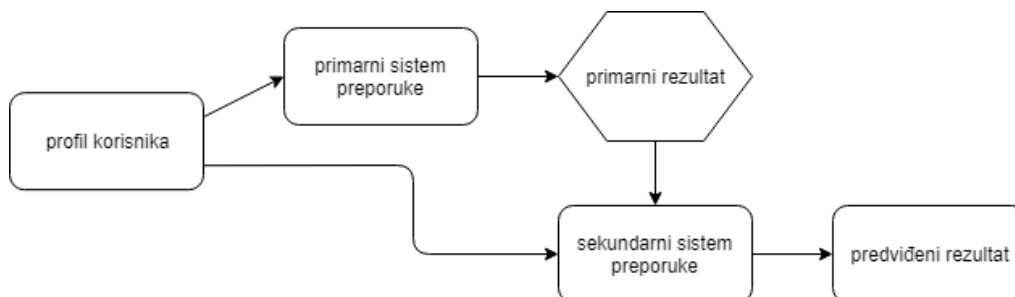 primarni sistem
preporuke
primarni rezultat
profil korisnika
sekundarni sistem
preporuke
predviđeni rezultat